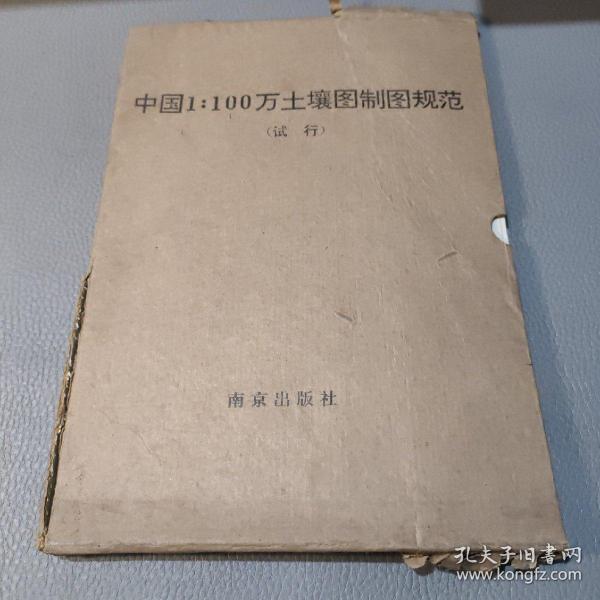 中国1:100万土壤图制图规范
(试行)
南京出版社
孔夫子旧书网
www.kongfz.com